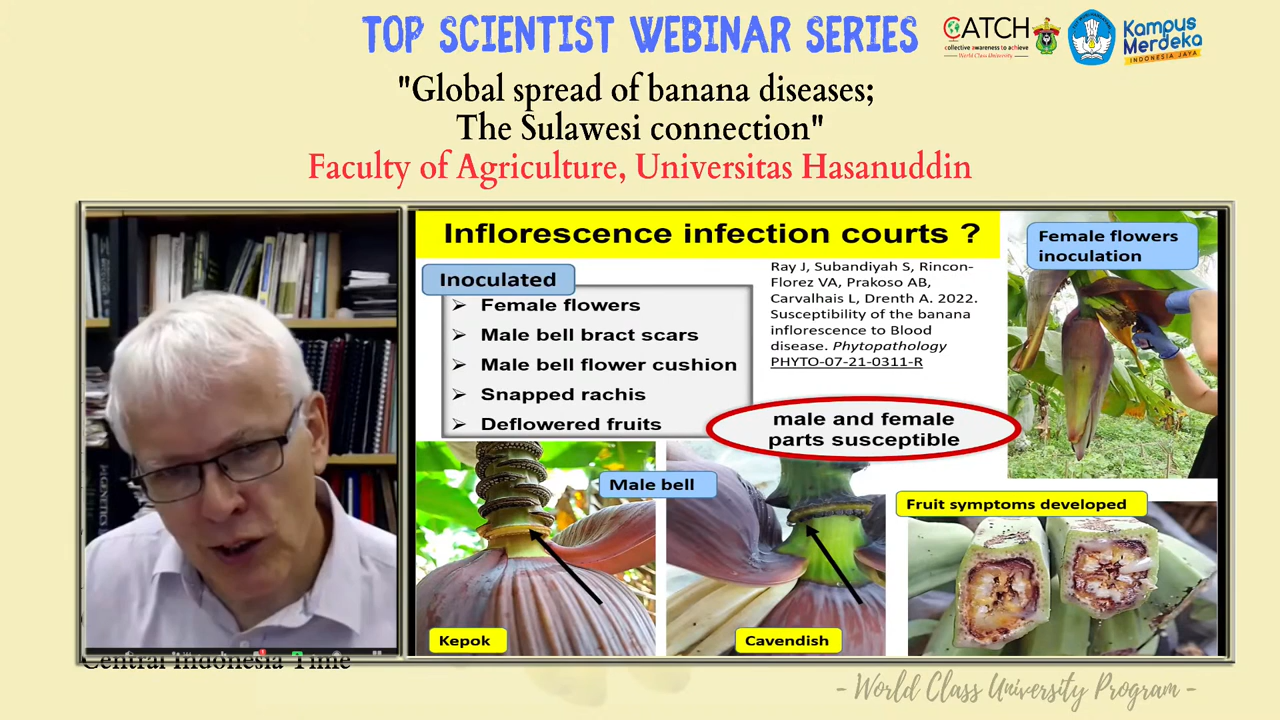 TOP SCIENTIST WEBINAR SERIES
CATCH
collective awareness to achieve
World Class University
Kampus
Merdeka
INDONESIA JAYA
"Global spread of banana diseases;
The Sulawesi connection"
Faculty of Agriculture, Universitas Hasanuddin
Inflorescence infection courts ?
Inoculated
➢ Female flowers
➢ Male bell bract scars
➢ Male bell flower cushion
➢ Snapped rachis
➢ Deflowered fruits
Ray J, Subandiyah S, Rincon-
Florez VA, Prakoso AB,
Carvalhais L, Drenth A. 2022.
Susceptibility of the banana
inflorescence to Blood
disease. Phytopathology
PHYTO-07-21-0311-R
Female flowers
inoculation
male and female
parts susceptible
Male bell
Fruit symptoms developed
Kepok
Cavendish
Central Indonesia Time
- World Class University Program -